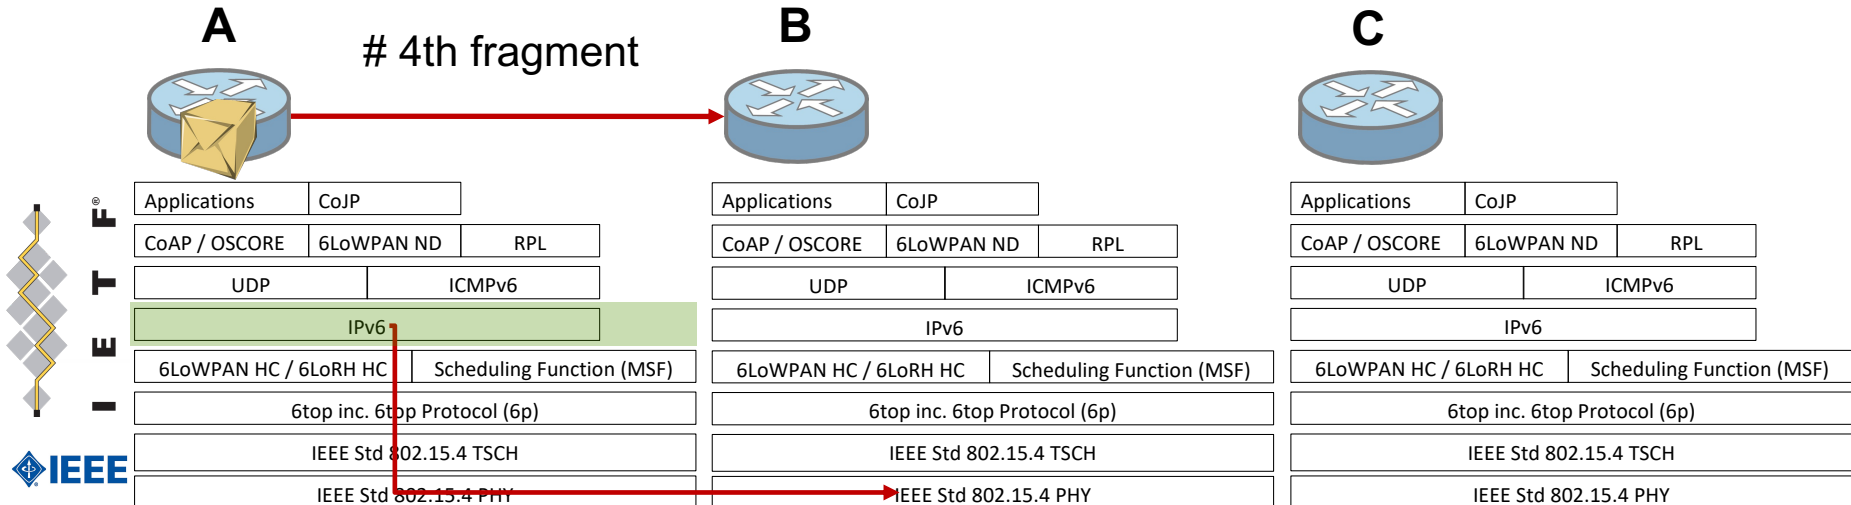 A B C
# 4th fragment
Applications CoJP Applications CoJP Applications CoJP
CoAP / OSCORE 6LoWPAN ND RPL CoAP / OSCORE 6LoWPAN ND RPL CoAP / OSCORE 6LoWPAN ND RPL
UDP ICMPv6 UDP ICMPv6 UDP ICMPv6
IPv6 IPv6 IPv6
6LoWPAN HC / 6LoRH HC Scheduling Function (MSF) 6LoWPAN HC / 6LoRH HC Scheduling Function (MSF) 6LoWPAN HC / 6LoRH HC Scheduling Function (MSF)
6top inc. 6top Protocol (6p) 6top inc. 6top Protocol (6p) 6top inc. 6top Protocol (6p)
IEEE Std 802.15.4 TSCH IEEE Std 802.15.4 TSCH IEEE Std 802.15.4 TSCH
IEEE Std 802.15.4 PHY IEEE Std 802.15.4 PHY IEEE Std 802.15.4 PHY
I E T F®
IEEE